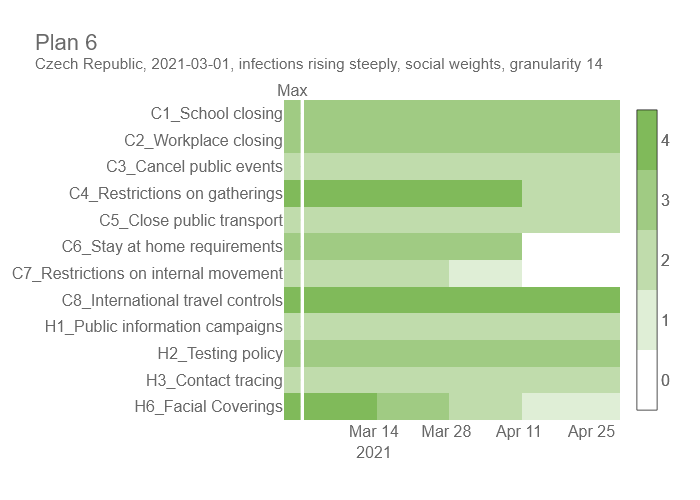 Plan 6
Czech Republic, 2021-03-01, infections rising steeply, social weights, granularity 14
Max
C1_School closing
C2_Workplace closing
C3_Cancel public events
C4_Restrictions on gatherings
C5_Close public transport
C6_Stay at home requirements
C7_Restrictions on internal movement
C8_International travel controls
H1_Public information campaigns
H2_Testing policy
H3_Contact tracing
H6_Facial Coverings
Mar 14 Mar 28 Apr 11 Apr 25
2021
4
3
2
1
0